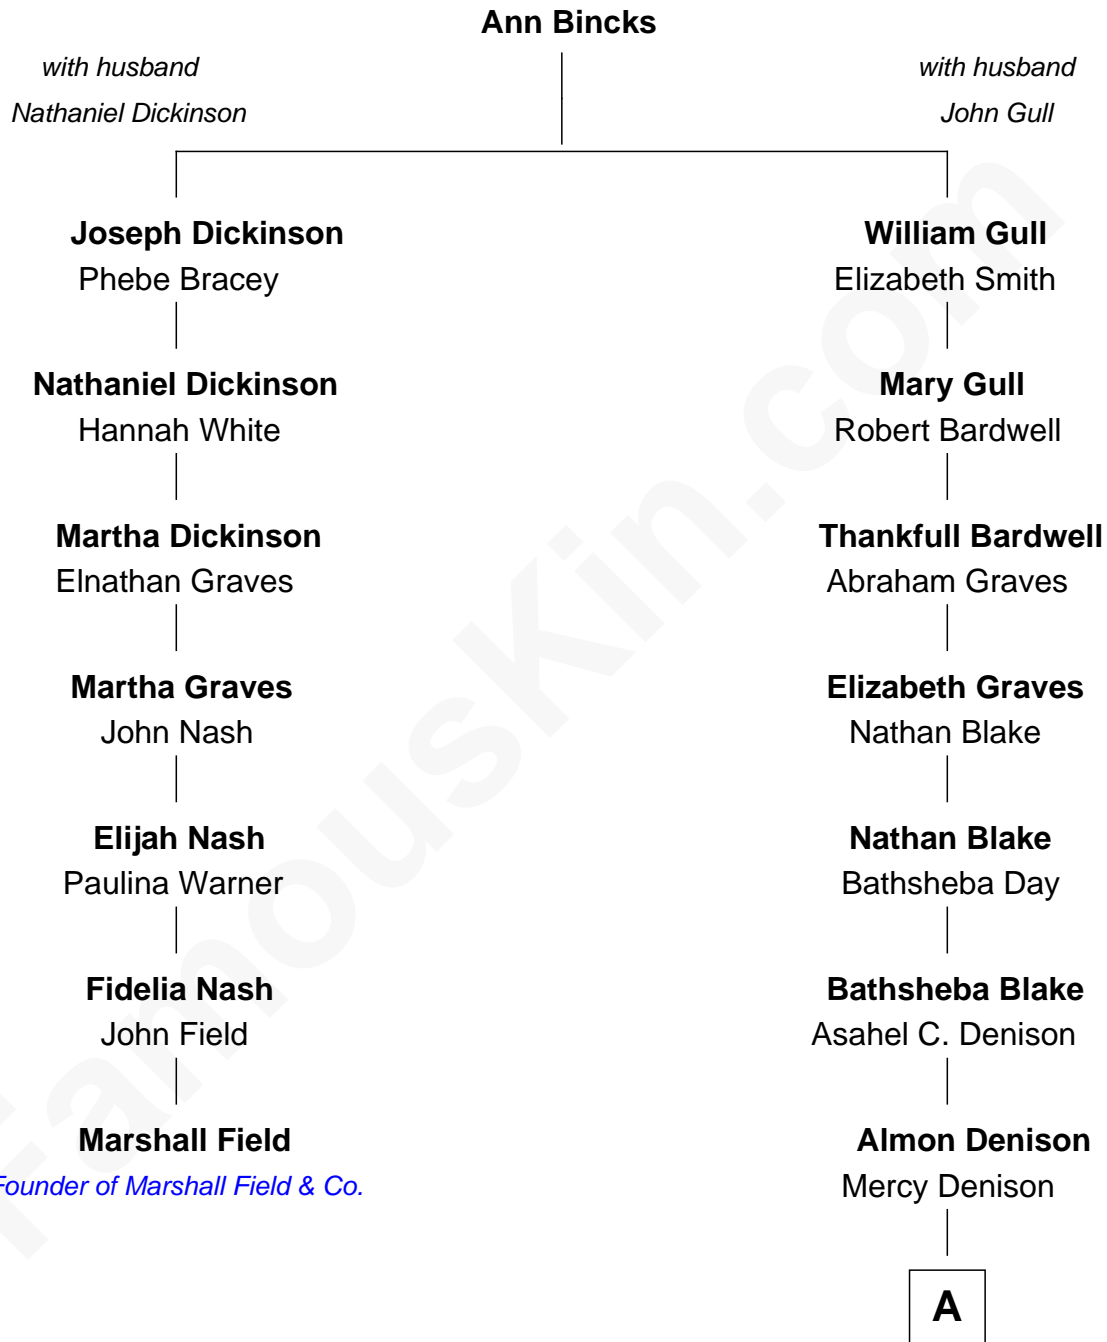 Ann Bincks
with husband
Nathaniel Dickinson
with husband
John Gull
Joseph Dickinson
Phebe Bracey
William Gull
Elizabeth Smith
Nathaniel Dickinson
Hannah White
Mary Gull
Robert Bardwell
Martha Dickinson
Elnathan Graves
Thankfull Bardwell
Abraham Graves
Martha Graves
John Nash
Elizabeth Graves
Nathan Blake
Elijah Nash
Paulina Warner
Nathan Blake
Bathsheba Day
Fidelia Nash
John Field
Bathsheba Blake
Asahel C. Denison
Marshall Field
Founder of Marshall Field & Co.
Almon Denison
Mercy Denison
A
FamousKin.com